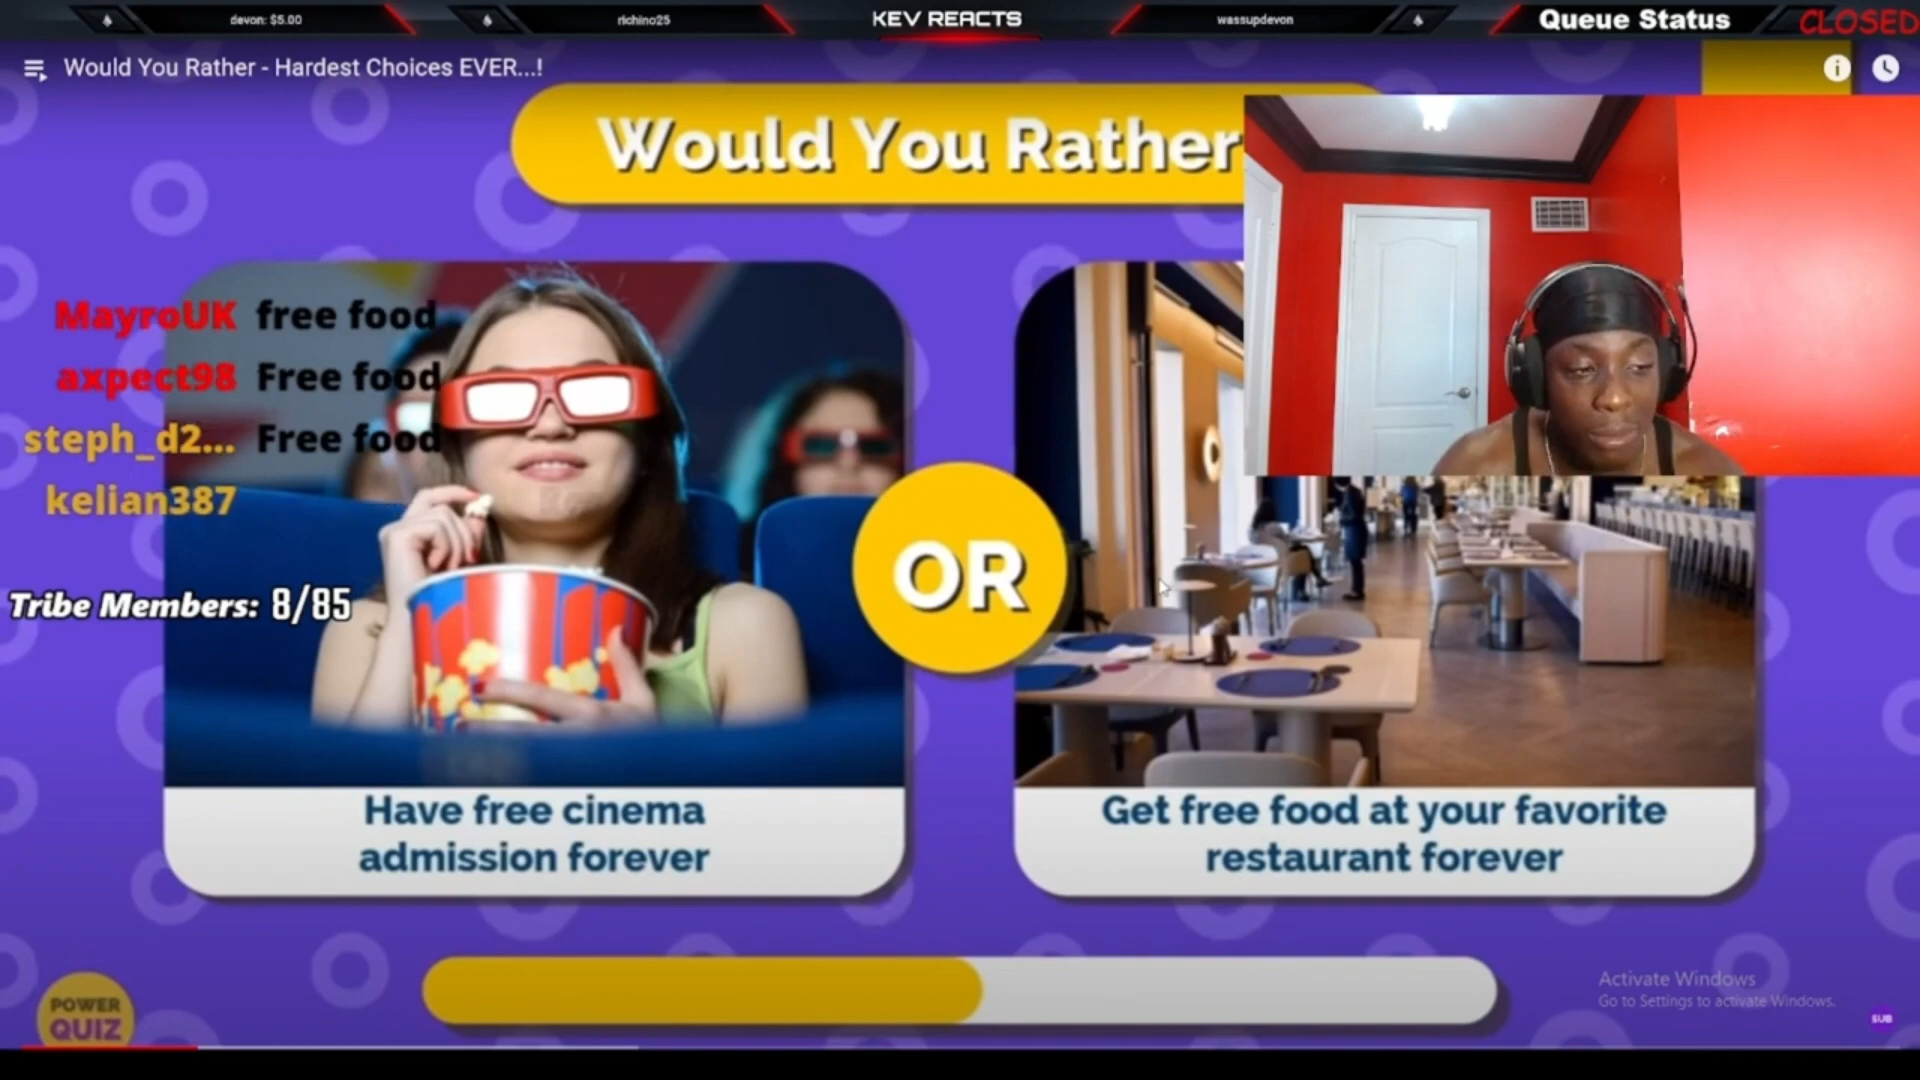 devon: $5.00
richino25
KEV REACTS
wassupdevon
Queue Status
CLOSED
Would You Rather - Hardest Choices EVER...!
Would You Rather
MayroUK free food
axpect98 Free food
steph_d2... Free food
kelian387
Tribe Members: 8/85
OR
Have free cinema
admission forever
Get free food at your favorite
restaurant forever
POWER
QUIZ
Activate Windows
Go to Settings to activate Windows.
SUB